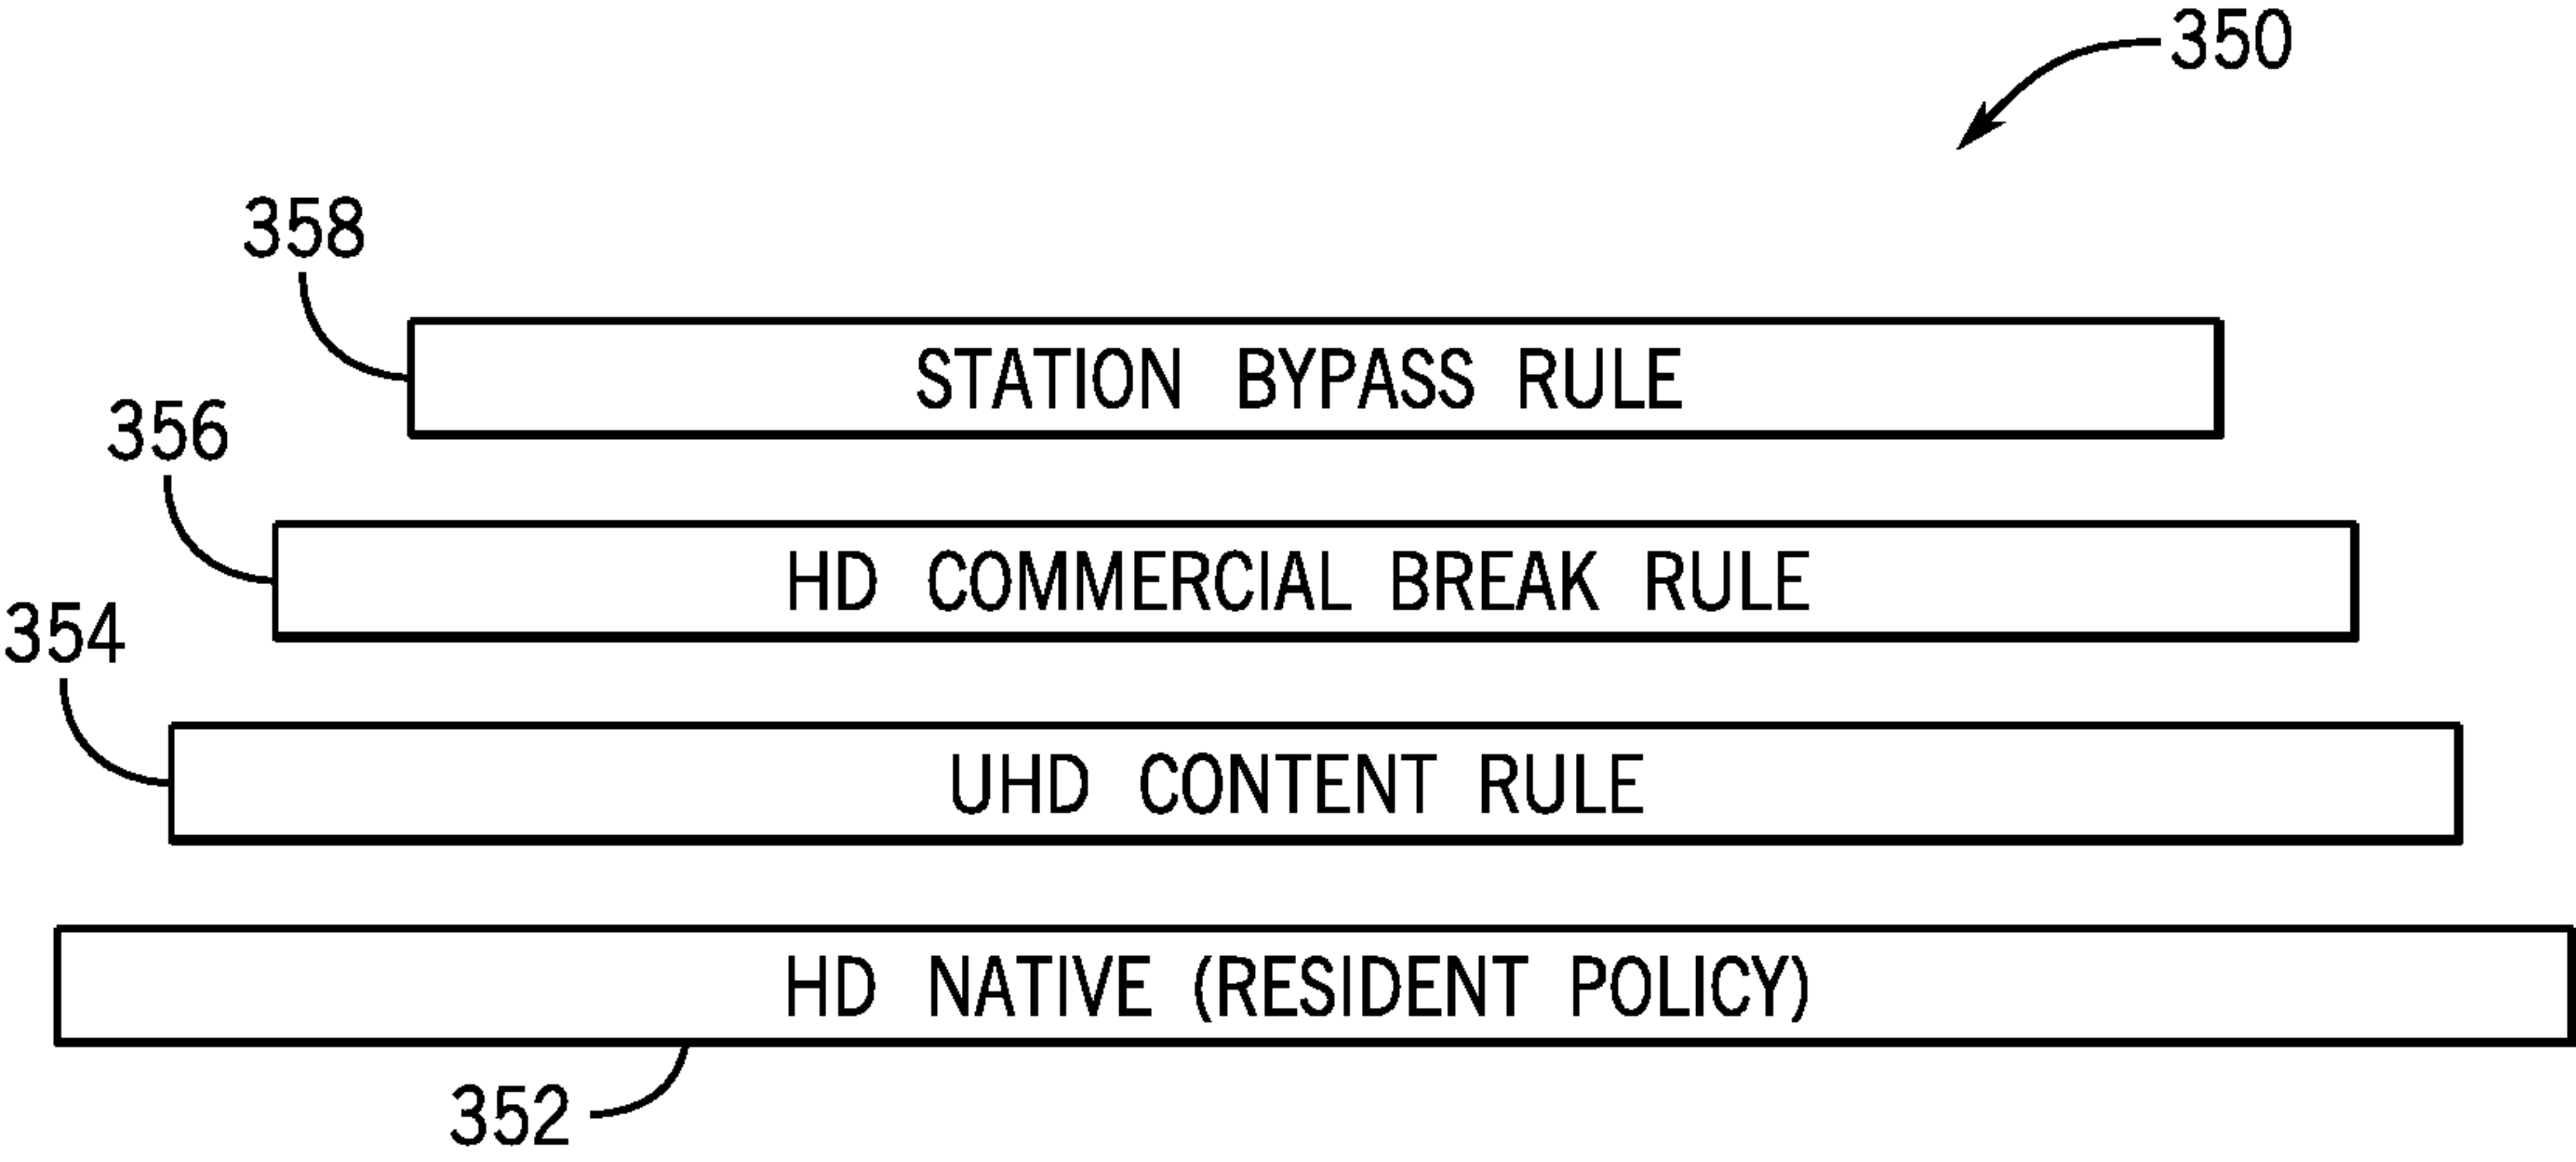 350
358
STATION BYPASS RULE
356
HD COMMERCIAL BREAK RULE
354
UHD CONTENT RULE
HD NATIVE (RESIDENT POLICY)
352